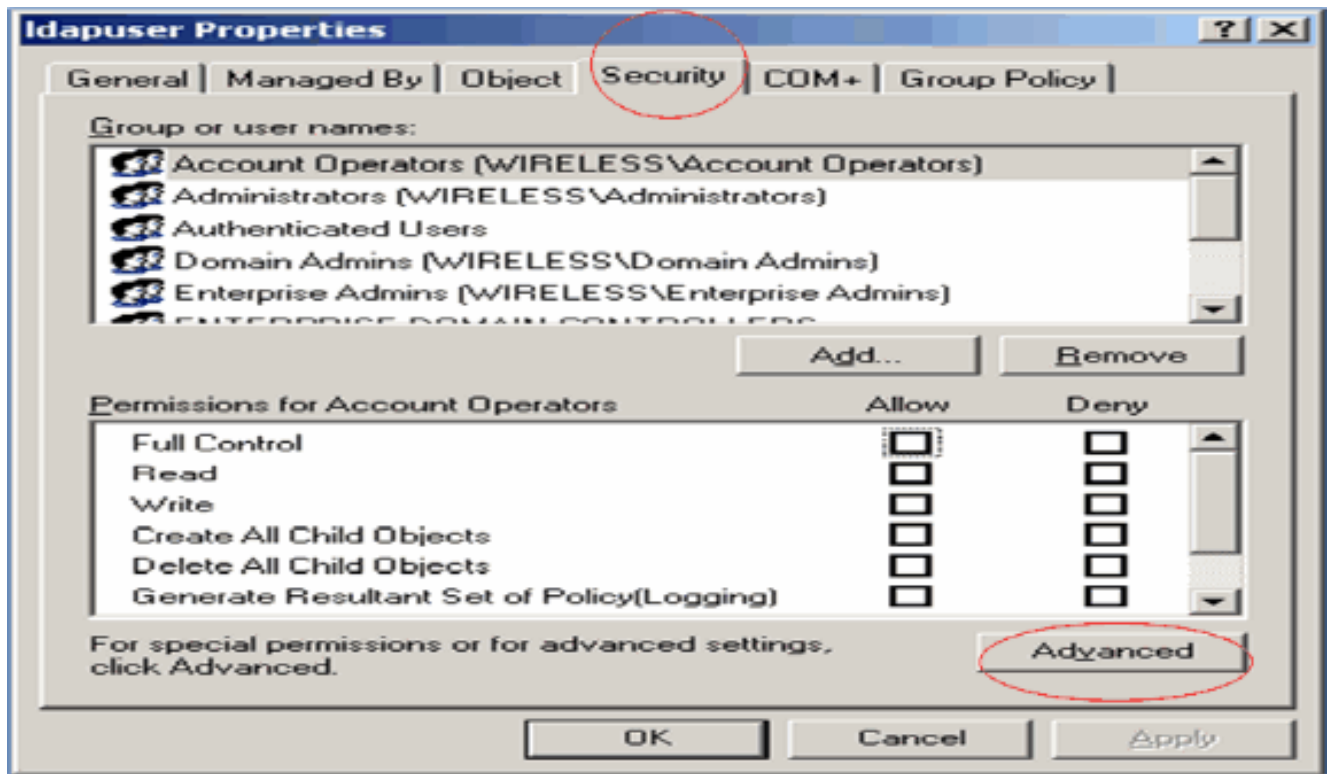 ldapuser Properties
General Managed By Object Security COM+ Group Policy
Group or user names:
Account Operators (WIRELESS\Account Operators)
Administrators (WIRELESS\Administrators)
Authenticated Users
Domain Admins (WIRELESS\Domain Admins)
Enterprise Admins (WIRELESS\Enterprise Admins)
ENTERPRISE DOMAIN CONTROLLERS
Add... Remove
Permissions for Account Operators Allow Deny
Full Control
Read
Write
Create All Child Objects
Delete All Child Objects
Generate Resultant Set of Policy(Logging)
For special permissions or for advanced settings,
click Advanced.
Advanced
OK Cancel Apply